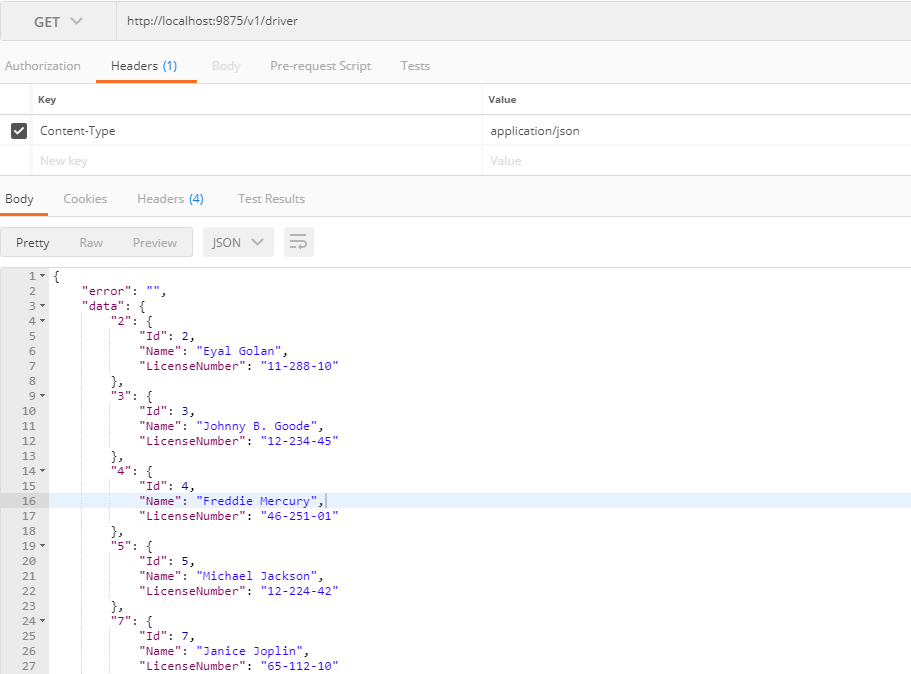 GET http://localhost:9875/v1/driver
Authorization Headers (1) Body Pre-request Script Tests
Key Value
Content-Type application/json
New key Value
Body Cookies Headers (4) Test Results
Pretty Raw Preview JSON
1 {
2 "error": "",
3 "data": {
4 "2": {
5 "Id": 2,
6 "Name": "Eyal Golan",
7 "LicenseNumber": "11-288-10"
8 },
9 "3": {
10 "Id": 3,
11 "Name": "Johnny B. Goode",
12 "LicenseNumber": "12-234-45"
13 },
14 "4": {
15 "Id": 4,
16 "Name": "Freddie Mercury",
17 "LicenseNumber": "46-251-01"
18 },
19 "5": {
20 "Id": 5,
21 "Name": "Michael Jackson",
22 "LicenseNumber": "12-224-42"
23 },
24 "7": {
25 "Id": 7,
26 "Name": "Janice Joplin",
27 "LicenseNumber": "65-112-10"